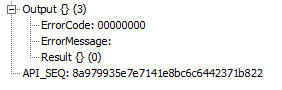 Output {} (3)
ErrorCode: 00000000
ErrorMessage:
Result {} (0)
API_SEQ: 8a979935e7e7141e8bc6c6442371b822